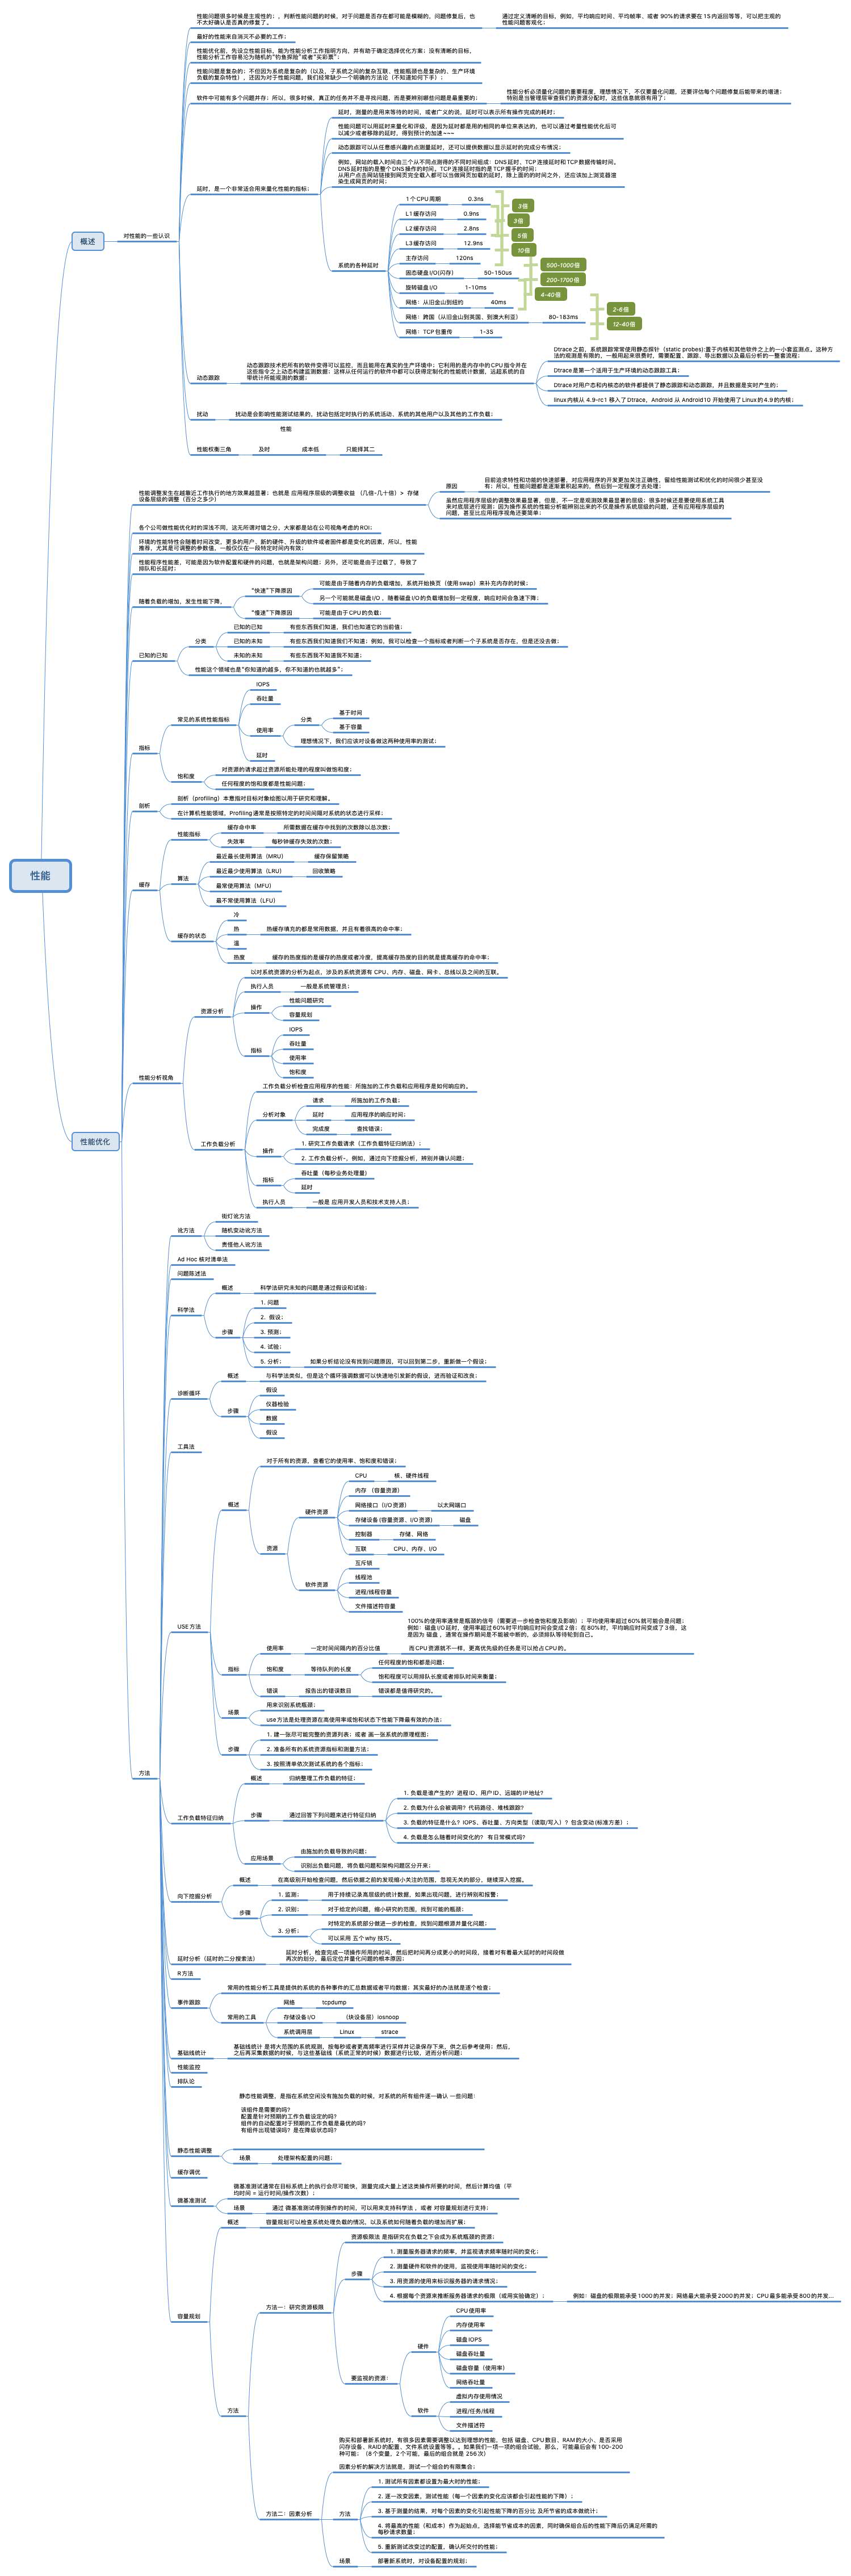 性能
概述
对性能的一些认识
性能问题很多时候是主观性的；，判断性能问题的时候，对于问题是否存在都可能是模糊的，问题修复后，也
不太好确认是否真的修复了。
通过定义清晰的目标，例如，平均响应时间、平均帧率、或者 90%的请求要在 15 内返回等等，可以把主观的
性能问题客观化；
最好的性能来自消灭不必要的工作；
性能优化前，先设立性能目标，能为性能分析工作指明方向，并有助于确定选择优化方案；没有清晰的目标，
性能分析工作容易沦为随机的“钓鱼探险”或者“买彩票”；
性能问题是复杂的；不但因为系统是复杂的（以及，子系统之间的复杂互联、性能瓶颈也是复杂的、生产环境
负载的复杂特性），还因为对于性能问题，我们经常缺少一个明确的方法论（不知道如何下手）；
软件中可能有多个问题并存；所以，很多时候，真正的任务并不是寻找问题，而是要辨别哪些问题是最重要的；
性能分析必须量化问题的重要程度，理想情况下，不仅要量化问题，还要评估每个问题修复后能带来的增速；
特别是当管理层审查我们的资源分配时，这些信息就很有用了；
延时，是一个非常适合用来量化性能的指标；
延时，测量的是用来等待的时间，或者广义的说，延时可以表示所有操作完成的耗时；
性能问题可以用延时来量化和评级，是因为延时都是用的相同的单位来表达的，也可以通过考量性能优化后可
以减少或者移除的延时，得到预计的加速~~~
动态跟踪可以从任意感兴趣的点测量延时，还可以提供数据以显示延时的完成分布情况；
例如，网站的载入时间由三个从不同点测得的不同时间组成：DNS 延时、TCP 连接延时和 TCP 数据传输时间。
DNS 延时指的是整个 DNS 操作的时间，TCP 连接延时指的是 TCP 握手的时间；
从用户点击网站链接到网页完全载入都可以当做网页加载的延时，除上面的时间之外，还应该加上浏览器渲
染生成网页的时间；
系统的各种延时
1 个 CPU 周期 0.3ns
L1 缓存访问 0.9ns
L2 缓存访问 2.8ns
L3 缓存访问 12.9ns
主存访问 120ns
固态硬盘 I/O(闪存) 50-150us
旋转磁盘 I/O 1-10ms
网络：从旧金山到纽约 40ms
网络：跨国（从旧金山到英国、到澳大利亚） 80-183ms
网络：TCP 包重传 1-35
3倍
3倍
5倍
10倍
500-1000倍
200-1700倍
4-40倍
2-6倍
12-40倍
动态跟踪
动态跟踪技术把所有的软件变得可以监控，而且能用在真实的生产环境中；它利用的是内存中的 CPU 指令并在
这些指令之上动态构建监测数据；这样从任何运行的软件中都可以获得定制化的性能统计数据，远超系统的自
带统计所能观测的数据；
Dtrace 之前，系统跟踪常常使用静态探针（static probes):置于内核和其他软件之上的一小套监测点。这种方
法的观测是有限的，一般用起来很费时，需要配置、跟踪、导出数据以及最后分析的一整套流程；
Dtrace 是第一个适用于生产环境的动态跟踪工具；
Dtrace 对用户态和内核态的软件都提供了静态跟踪和动态跟踪，并且数据是实时产生的；
linux 内核从 4.9-rc1 移入了 Dtrace，Android 从 Android 10 开始使用了 Linux 的 4.9 的内核；
扰动
扰动是会影响性能测试结果的，扰动包括定时执行的系统活动、系统的其他用户以及其他的工作负载；
性能
性能权衡三角 及时 成本低 只能择其二
性能优化
性能调整发生在越靠近工作执行的地方效果越显著；也就是 应用程序层级的调整收益 （几倍-几十倍）> 存储
设备层级的调整（百分之多少）
原因
目前追求特性和功能的快速部署，对应用程序的开发更加关注正确性，留给性能测试和优化的时间很少甚至没
有；所以，性能问题都是逐渐累积起来的，然后到一定程度才去处理；
虽然应用程序层级的调整效果最显著，但是，不一定是观测效果最显著的层级；很多时候还是要使用系统工具
来对底层进行观测；因为操作系统的性能分析能辨别出来的不仅是操作系统层级的问题，还有应用程序层级的
问题，甚至比应用程序视角还要简单；
各个公司做性能优化时的深浅不同，这无所谓对错之分，大家都是站在公司视角考虑的 ROI；
环境的性能特性会随着时间改变，更多的用户、新的硬件、升级的软件或者固件都是变化的因素，所以，性能
推荐，尤其是可调整的参数值，一般仅仅在一段特定时间内有效；
性能程序性能差，可能是因为软件配置和硬件的问题，也就是架构问题；另外，还可能是由于过载了，导致了
排队和长延时；
随着负载的增加，发生性能下降，
“快速”下降原因
可能是由于随着内存的负载增加，系统开始换页（使用 swap）来补充内存的时候；
另一个可能就是磁盘 I/O ，随着磁盘 I/O 的负载增加到一定程度，响应时间会急速下降；
“慢速”下降原因 可能是由于 CPU 的负载；
已知的已知
分类
已知的已知 有些东西我们知道，我们也知道它的当前值；
已知的未知 有些东西我们知道我们不知道；例如，我可以检查一个指标或者判断一个子系统是否存在，但是还没去做；
未知的未知 有些东西我不知道我不知道；
性能这个领域也是“你知道的越多，你不知道的也就越多”；
指标
常见的系统性能指标
IOPS
吞吐量
使用率
分类
基于时间
基于容量
理想情况下，我们应该对设备做这两种使用率的测试；
延时
饱和度
对资源的请求超过资源所能处理的程度叫做饱和度；
任何程度的饱和度都是性能问题；
剖析
剖析（profiling）本意指对目标对象绘图以用于研究和理解。
在计算机性能领域，Profiling 通常是按照特定的时间间隔对系统的状态进行采样；
缓存
性能指标
缓存命中率 所需数据在缓存中找到的次数除以总次数；
失效率 每秒钟缓存失效的次数；
算法
最近最长使用算法（MRU） 缓存保留策略
最近最少使用算法（LRU） 回收策略
最常使用算法（MFU）
最不常使用算法（LFU）
缓存的状态
冷
热 热缓存填充的都是常用数据，并且有着很高的命中率；
温
热度 缓存的热度指的是缓存的热度或者冷度，提高缓存热度的目的就是提高缓存的命中率；
性能分析视角
资源分析
以对系统资源的分析为起点，涉及的系统资源有 CPU、内存、磁盘、网卡、总线以及之间的互联。
执行人员 一般是系统管理员；
操作
性能问题研究
容量规划
指标
IOPS
吞吐量
使用率
饱和度
工作负载分析
工作负载分析检查应用程序的性能：所施加的工作负载和应用程序是如何响应的。
分析对象
请求 所施加的工作负载；
延时 应用程序的响应时间；
完成度 查找错误；
操作
1. 研究工作负载请求（工作负载特征归纳法）；
2. 工作负载分析-，例如，通过向下挖掘分析，辨别并确认问题；
指标
吞吐量（每秒业务处理量）
延时
执行人员 一般是 应用开发人员和技术支持人员；
方法
讹方法
街灯讹方法
随机变动讹方法
责怪他人讹方法
Ad Hoc 核对清单法
问题陈述法
科学法
概述 科学法研究未知的问题是通过假设和试验；
步骤
1. 问题
2. 假设；
3. 预测；
4. 试验；
5. 分析； 如果分析结论没有找到问题原因，可以回到第二步，重新做一个假设；
诊断循环
概述 与科学法类似，但是这个循环强调数据可以快速地引发新的假设，进而验证和改良；
步骤
假设
仪器检验
数据
假设
工具法
USE 方法
概述
对于所有的资源，查看它的使用率、饱和度和错误；
资源
硬件资源
CPU 核、硬件线程
内存 （容量资源）
网络接口（I/O 资源） 以太网端口
存储设备 (容量资源、I/O 资源) 磁盘
控制器 存储、网络
互联 CPU、内存、I/O
软件资源
互斥锁
线程池
进程/线程容量
文件描述符容量
指标
使用率 一定时间间隔内的百分比值
100%的使用率通常是瓶颈的信号（需要进一步检查饱和度及影响）；平均使用率超过 60%就可能会是问题；
例如：磁盘 I/O 延时，使用率超过 60%时平均响应时间会变成 2 倍；在 80%时，平均响应时间变成了 3 倍，这
是因为 磁盘 ，通常在操作期间是不能被中断的，必须排队等待轮到自己。
而 CPU 资源就不一样，更高优先级的任务是可以抢占 CPU 的。
饱和度 等待队列的长度
任何程度的饱和都是问题；
饱和度可以用排队长度或者排队时间来衡量；
错误 报告出的错误数目 错误都是值得研究的。
场景
用来识别系统瓶颈；
use 方法是处理资源在高使用率或饱和状态下性能下降最有效的办法；
步骤
1. 建一张尽可能完整的资源列表；或者 画一张系统的原理框图；
2. 准备所有的系统资源指标和测量方法；
3. 按照清单依次测试系统的各个指标；
工作负载特征归纳
概述 归纳整理工作负载的特征；
步骤 通过回答下列问题来进行特征归纳
1. 负载是谁产生的？进程 ID、用户 ID、远端的 IP 地址？
2. 负载为什么会被调用？代码路径、堆栈跟踪？
3. 负载的特征是什么？IOPS、吞吐量、方向类型（读取/写入）？包含变动（标准方差）；
4. 负载是怎么随着时间变化的？ 有日常模式吗？
应用场景
由施加的负载导致的问题；
识别出负载问题，将负载问题和架构问题区分开来；
向下挖掘分析
概述 在高级别开始检查问题，然后依据之前的发现缩小关注的范围，忽视无关的部分，继续深入挖掘。
步骤
1. 监测； 用于持续记录高层级的统计数据，如果出现问题，进行辨别和报警；
2. 识别； 对于给定的问题，缩小研究的范围，找到可能的瓶颈；
3. 分析；
对特定的系统部分做进一步的检查，找到问题根源并量化问题；
可以采用 五个 why 技巧。
延时分析（延时的二分搜索法）
延时分析，检查完成一项操作所用的时间，然后把时间再分成更小的时间段，接着对有着最大延时的时间段做
再次的划分，最后定位并量化问题的根本原因；
R 方法
事件跟踪
常用的性能分析工具是提供的系统的各种事件的汇总数据或者平均数据；其实最好的办法就是逐个检查；
常用的工具
网络 tcpdump
存储设备 I/O （块设备层）iosnoop
系统调用层 Linux strace
基础线统计
基础线统计 是将大范围的系统观测，按每秒或者更高频率进行采样并记录保存下来，供之后参考使用；然后，
之后再采集数据的时候，与这些基础线（系统正常的时候）数据进行比较，进而分析问题；
性能监控
排队论
静态性能调整
静态性能调整，是指在系统空闲没有施加负载的时候，对系统的所有组件逐一确认 一些问题：
该组件是需要的吗？
配置是针对预期的工作负载设定的吗？
组件的自动配置对于预期的工作负载是最优的吗？
有组件出现错误吗？是在降级状态吗？
场景 处理架构配置的问题；
缓存调优
微基准测试
微基准测试通常在目标系统上的执行会尽可能快，测量完成大量上述这类操作所要的时间，然后计算均值（平
均时间 = 运行时间/操作次数）；
场景 通过 微基准测试得到操作的时间，可以用来支持科学法 ，或者 对容量规划进行支持；
容量规划
概述 容量规划可以检查系统处理负载的情况，以及系统如何随着负载的增加而扩展；
方法
方法一：研究资源极限
资源极限法 是指研究在负载之下会成为系统瓶颈的资源；
步骤
1. 测量服务器请求的频率，并监视请求频率随时间的变化；
2. 测量硬件和软件的使用，监视使用率随时间的变化；
3. 用资源的使用来标识服务器的请求情况；
4. 根据每个资源来推断服务器请求的极限（或用实验确定）； 例如：磁盘的极限能承受 1000 的并发；网络最大能承受 2000 的并发；CPU 最多能承受 800 的并发...
要监视的资源：
硬件
CPU 使用率
内存使用率
磁盘 IOPS
磁盘吞吐量
磁盘容量（使用率）
网络吞吐量
软件
虚拟内存使用情况
进程/任务/线程
文件描述符
方法二：因素分析
购买和部署新系统时，有很多因素需要调整以达到理想的性能，包括 磁盘、CPU 数目、RAM 的大小、是否采用
闪存设备、RAID 的配置、文件系统设置等等。。如果我们一项一项的组合试验，那么，可能最后会有 100-200
种可能；（8 个变量，2 个可能，最后的组合就是 256 次）
因素分析的解决方法就是，测试一个组合的有限集合；
方法
1. 测试所有因素都设置为最大时的性能；
2. 逐一改变因素，测试性能（每一个因素的变化应该都会引起性能的下降）；
3. 基于测量的结果，对每个因素的变化引起性能下降的百分比 及所节省的成本做统计；
4. 将最高的性能（和成本）作为起始点，选择能节省成本的因素，同时确保组合后的性能下降后仍满足所需的
每秒请求数量；
5. 重新测试改变过的配置，确认所交付的性能；
场景 部署新系统时，对设备配置的规划；